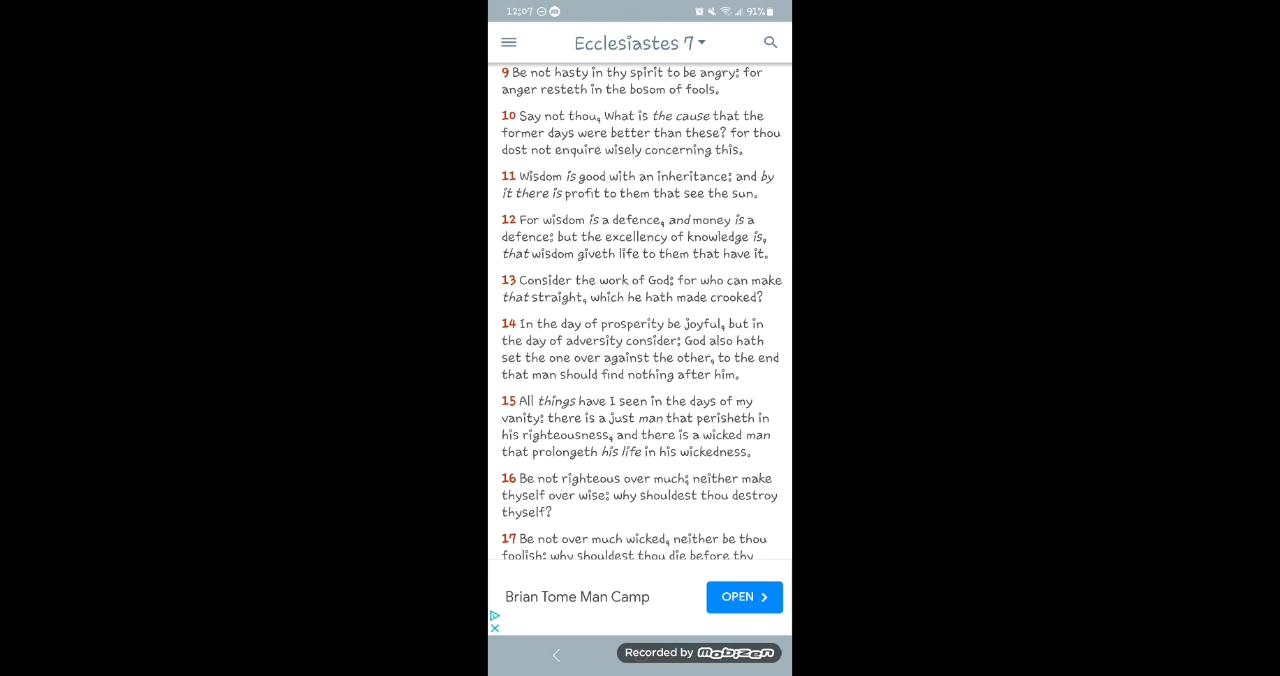 12:07 91%
Ecclesiastes 7
9 Be not hasty in thy spirit to be angry: for
anger resteth in the bosom of fools.
10 Say not thou, What is the cause that the
former days were better than these? for thou
dost not enquire wisely concerning this.
11 Wisdom is good with an inheritance: and by
it there is profit to them that see the sun.
12 For wisdom is a defence, and money is a
defence: but the excellency of knowledge is,
that wisdom giveth life to them that have it.
13 Consider the work of God: for who can make
that straight, which he hath made crooked?
14 In the day of prosperity be joyful, but in
the day of adversity consider: God also hath
set the one over against the other, to the end
that man should find nothing after him.
15 All things have I seen in the days of my
vanity: there is a just man that perisheth in
his righteousness, and there is a wicked man
that prolongeth his life in his wickedness.
16 Be not righteous over much; neither make
thyself over wise: why shouldest thou destroy
thyself?
17 Be not over much wicked, neither be thou
foolish: why shouldest thou die before thy
Brian Tome Man Camp OPEN
Recorded by mobizen